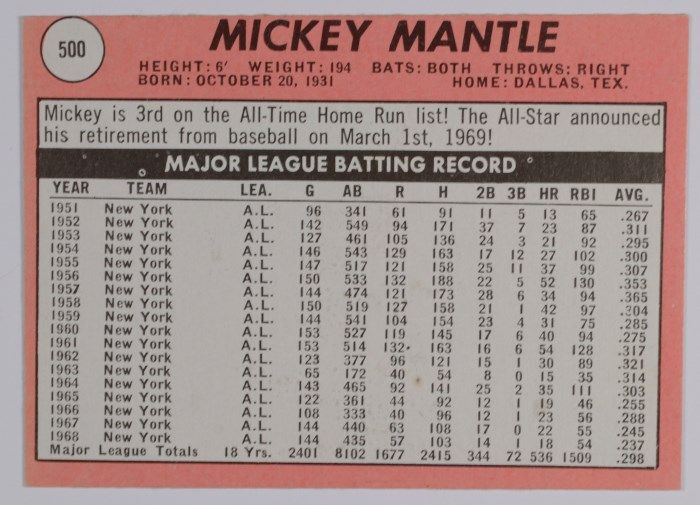 500
MICKEY MANTLE
HEIGHT: 6' WEIGHT: 194 BATS: BOTH THROWS: RIGHT
BORN: OCTOBER 20, 1931 HOME: DALLAS, TEX.
Mickey is 3rd on the All-Time Home Run list! The All-Star announced
his retirement from baseball on March 1st, 1969!
MAJOR LEAGUE BATTING RECORD
YEAR TEAM LEA. G AB R H 2B 3B HR RBI AVG.
1951 New York A.L. 96 341 61 91 11 5 13 65 .267
1952 New York A.L. 142 549 94 171 37 7 23 87 .311
1953 New York A.L. 127 461 105 136 24 3 21 92 .295
1954 New York A.L. 146 543 129 163 17 12 27 102 .300
1955 New York A.L. 147 517 121 158 25 11 37 99 .307
1956 New York A.L. 150 533 132 188 22 5 52 130 .353
1957 New York A.L. 144 474 121 173 28 6 34 94 .365
1958 New York A.L. 150 519 127 158 21 1 42 97 .304
1959 New York A.L. 144 541 104 154 23 4 31 75 .285
1960 New York A.L. 153 527 119 145 17 6 40 94 .275
1961 New York A.L. 153 514 132 163 16 6 54 128 .317
1962 New York A.L. 123 377 96 121 15 1 30 89 .321
1963 New York A.L. 65 172 40 54 8 0 15 35 .314
1964 New York A.L. 143 465 92 141 25 2 35 111 .303
1965 New York A.L. 122 361 44 92 12 1 19 46 .255
1966 New York A.L. 108 333 40 96 12 1 23 56 .288
1967 New York A.L. 144 440 63 108 17 0 22 55 .245
1968 New York A.L. 144 435 57 103 14 1 18 54 .237
Major League Totals 18 Yrs. 2401 8102 1677 2415 344 72 536 1509 .298